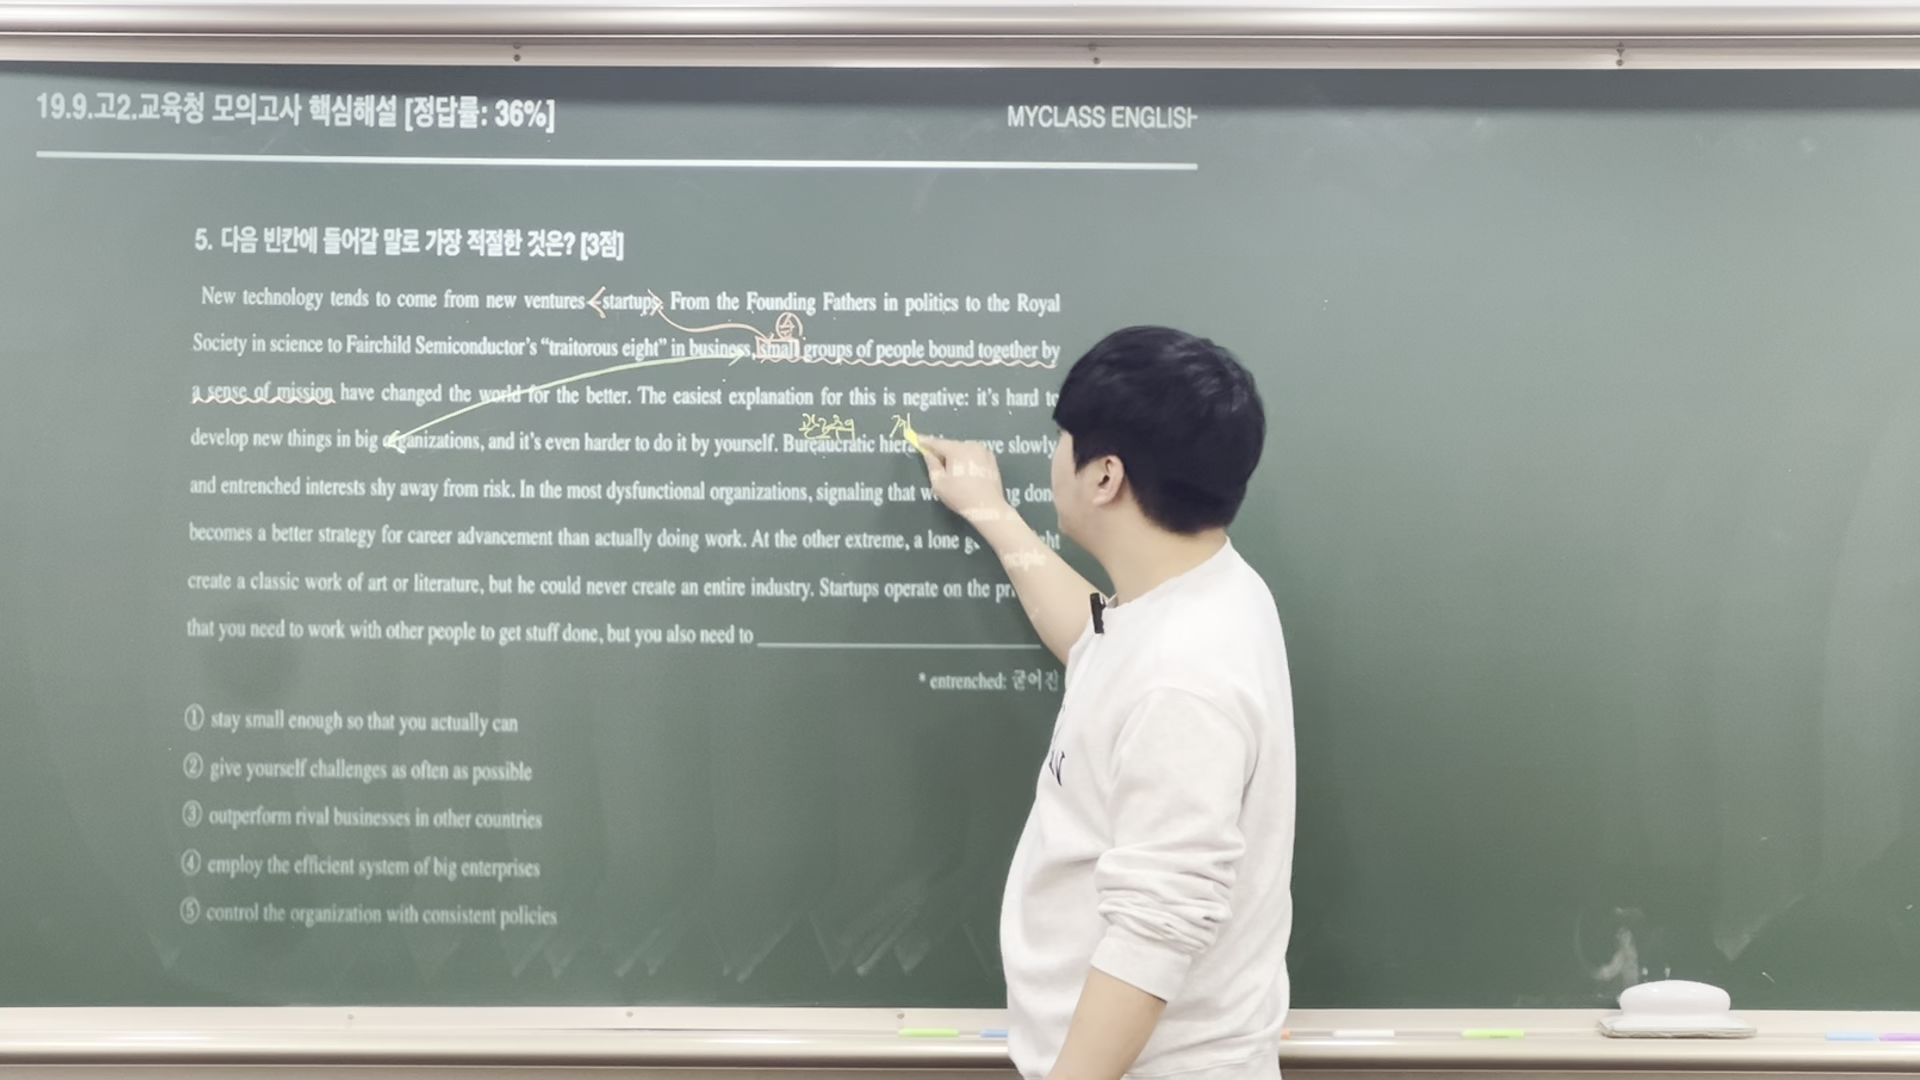 19.9.고2.교육청 모의고사 핵심해설 [정답률: 36%]
MYCLASS ENGLISH
5. 다음 빈칸에 들어갈 말로 가장 적절한 것은? [3점]
New technology tends to come from new ventures startups. From the Founding Fathers in politics to the Royal
Society in science to Fairchild Semiconductor's “traitorous eight” in business, small groups of people bound together by
a sense of mission have changed the world for the better. The easiest explanation for this is negative: it's hard to
develop new things in big organizations, and it's even harder to do it by yourself. Bureaucratic move slowly
and entrenched interests shy away from risk. In the most dysfunctional organizations, signaling that is being done
becomes a better strategy for career advancement than actually doing work. At the other extreme, a lone genius might
create a classic work of art or literature, but he could never create an entire industry. Startups operate on the principle
that you need to work with other people to get stuff done, but you also need to
* entrenched: 굳어진
① stay small enough so that you actually can
② give yourself challenges as often as possible
③ outperform rival businesses in other countries
④ employ the efficient system of big enterprises
⑤ control the organization with consistent policies